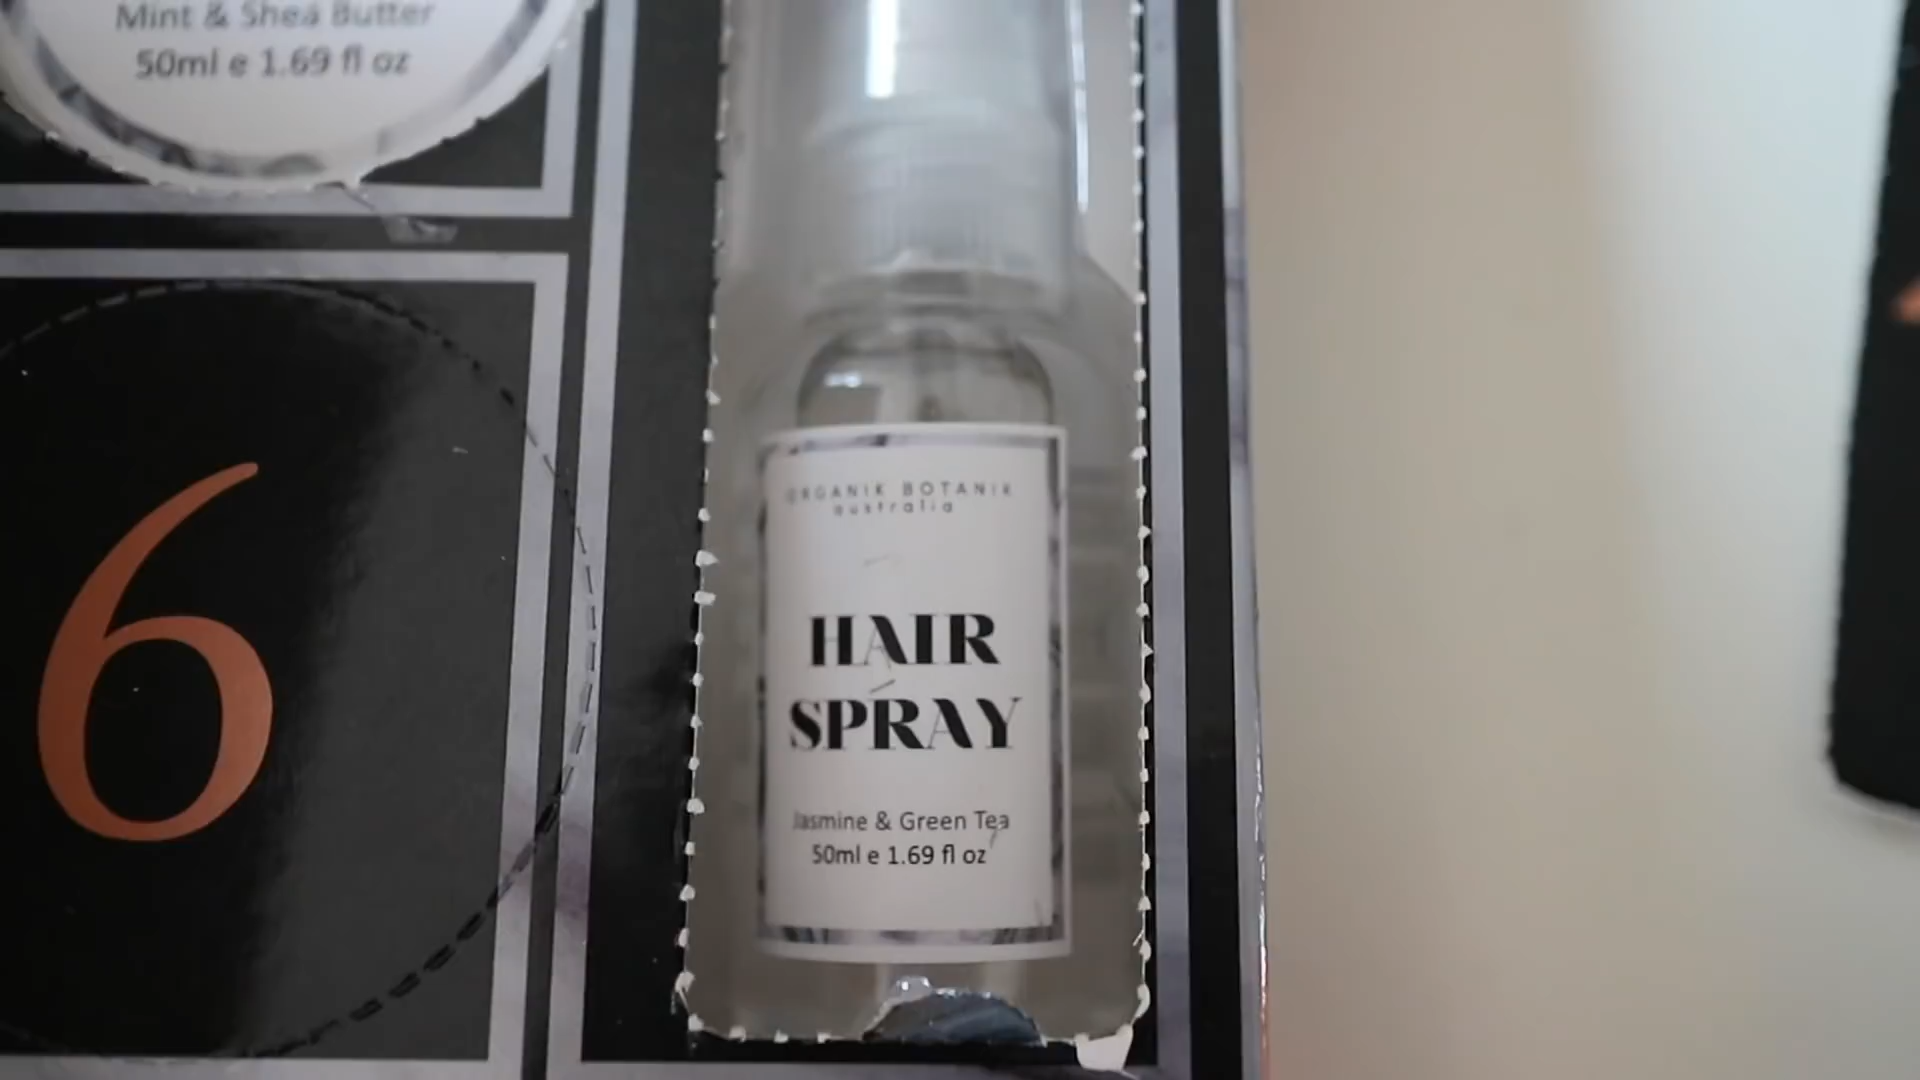 Mint & Shea Butter
50ml e 1.69 fl oz
6
ORGANIK BOTANIK
australia
HAIR
SPRAY
Jasmine & Green Tea
50ml e 1.69 fl oz